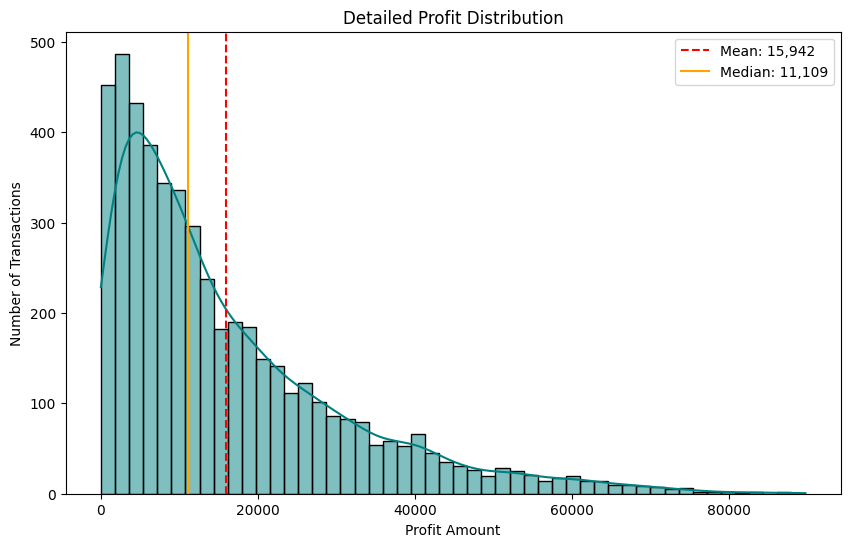 Detailed Profit Distribution
Mean: 15,942
Median: 11,109
Number of Transactions
500
400
300
200
100
0
0 20000 40000 60000 80000
Profit Amount